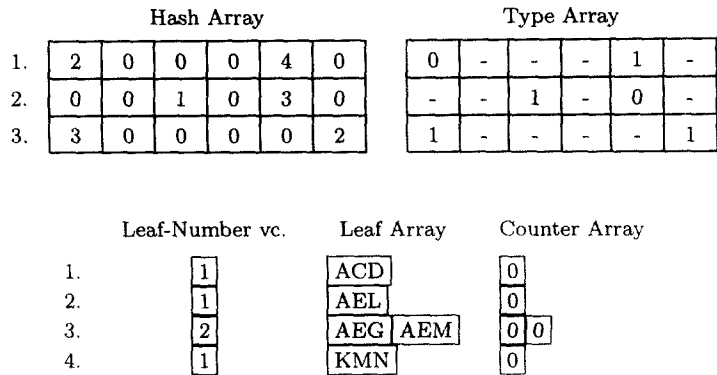 Hash Array Type Array
1. 2 0 0 0 4 0 0 - - - 1 -
2. 0 0 1 0 3 0 - - 1 - 0 -
3. 3 0 0 0 0 2 1 - - - - 1
Leaf-Number vc. Leaf Array Counter Array
1. 1 ACD 0
2. 1 AEL 0
3. 2 AEG AEM 0 0
4. 1 KMN 0